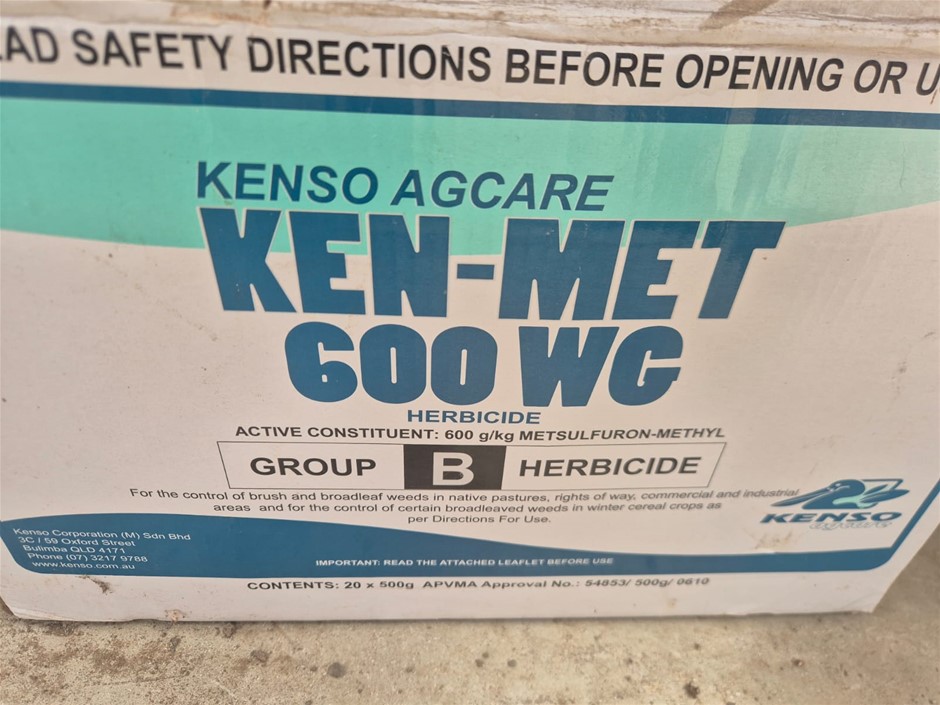 AD SAFETY DIRECTIONS BEFORE OPENING OR U
KENSO AGCARE
KEN-MET
600 WG
HERBICIDE
ACTIVE CONSTITUENT: 600 g/kg METSULFURON-METHYL
GROUP B HERBICIDE
For the control of brush and broadleaf weeds in native pastures, rights of way, commercial and industrial
areas and for the control of certain broadleaved weeds in winter cereal crops as
per Directions For Use.
KENSO
agcare
Kenso Corporation (M) Sdn Bhd
3C / 59 Oxford Street
Bulimba QLD 4171
Phone (07) 3217 9788
www.kenso.com.au
IMPORTANT: READ THE ATTACHED LEAFLET BEFORE USE
CONTENTS: 20 x 500g APVMA Approval No.: 54853/ 500g/ 0610